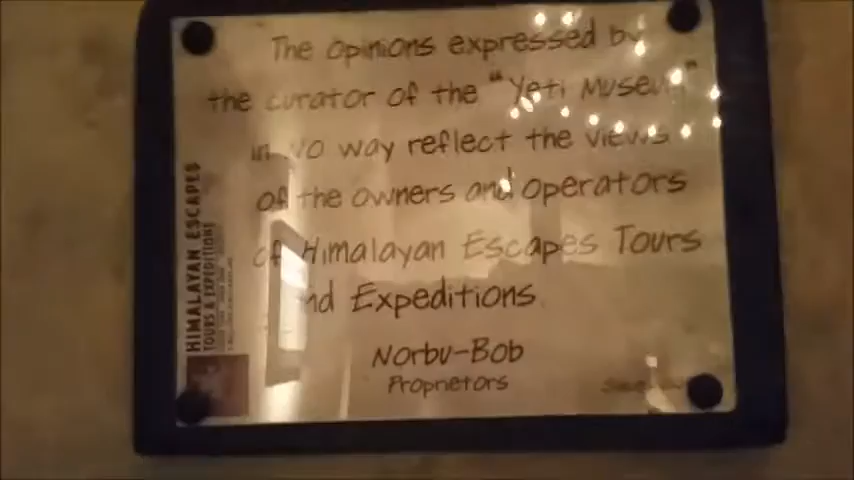 The opinions expressed by
the curator of the "Yeti Museum"
in no way reflect the views
of the owners and operators
of Himalayan Escapes Tours
and Expeditions.
Norbu-Bob
Proprietors
HIMALAYAN ESCAPES
TOURS & EXPEDITIONS